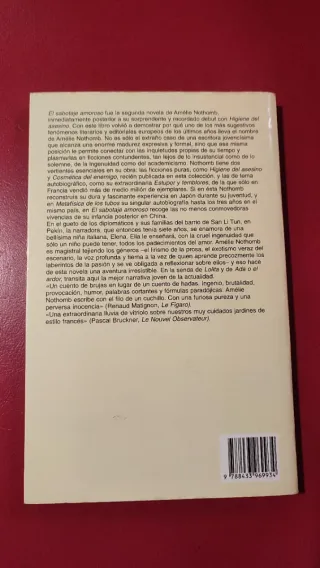 El sabotaje amoroso fue la segunda novela de Amélie Nothomb,
inmediatamente posterior a su sorprendente y recordado debut con Higiene del
asesino. Con este libro volvió a demostrar por qué uno de los más sugestivos
fenómenos literarios y editoriales europeos de los últimos años lleva el nombre
de Amélie Nothomb. No es sólo el extraño caso de una escritora jovencísima
que alcanza una enorme madurez expresiva y formal, sino que esa misma
posición le permite conectar con las inquietudes propias de su tiempo y
plasmarlas en ficciones contundentes, tan lejos de lo insustancial como de lo
solemne, de la ingenuidad como del academicismo. Nothomb tiene dos
vertientes esenciales en su obra: las ficciones puras, como Higiene del asesino
y Cosmética del enemigo, recién publicada en esta colección, y las de tema
autobiográfico, como su extraordinaria Estupor y temblores, de la que sólo en
Francia vendió más de medio millón de ejemplares. Si en ésta Nothomb
reconstruía su dura y fascinante experiencia en Japón durante su juventud, y
en Metafísica de los tubos su singular autobiografía hasta los tres años en el
mismo país, en El sabotaje amoroso recoge las no menos conmovedoras
vivencias de su infancia posterior en China.
En el gueto de los diplomáticos y sus familias del barrio de San Li Tun, en
Pekín, la narradora, que entonces tenía siete años, se enamora de una
bellísima niña italiana, Elena. Ella le enseñará, con la cruel ingenuidad que
sólo un niño puede tener, todos los padecimientos del amor. Amélie Nothomb
es magistral tejiendo los géneros –el lirismo de la prosa, el exotismo veraz del
escenario, la voz profunda y tierna a la vez de quien aprende precozmente los
laberintos de la pasión y se ve obligada a reflexionar sobre ellos– y eso hace
de esta novela una aventura irresistible. En la senda de Lolita y de Ada o el
ardor, transita aquí la mejor narrativa joven de la actualidad.
«Un cuento de brujas en lugar de un cuento de hadas. Ingenio, brutalidad,
provocación, humor, palabras cortantes y fórmulas paradójicas. Amélie
Nothomb escribe con el filo de un cuchillo. Con una furiosa pureza y una
perversa inocencia» (Renaud Matignon, Le Figaro).
«Una extraordinaria lluvia de vitriolo sobre nuestros muy cuidados jardines de
estilo francés» (Pascal Bruckner, Le Nouvel Observateur).
9 788433 969934